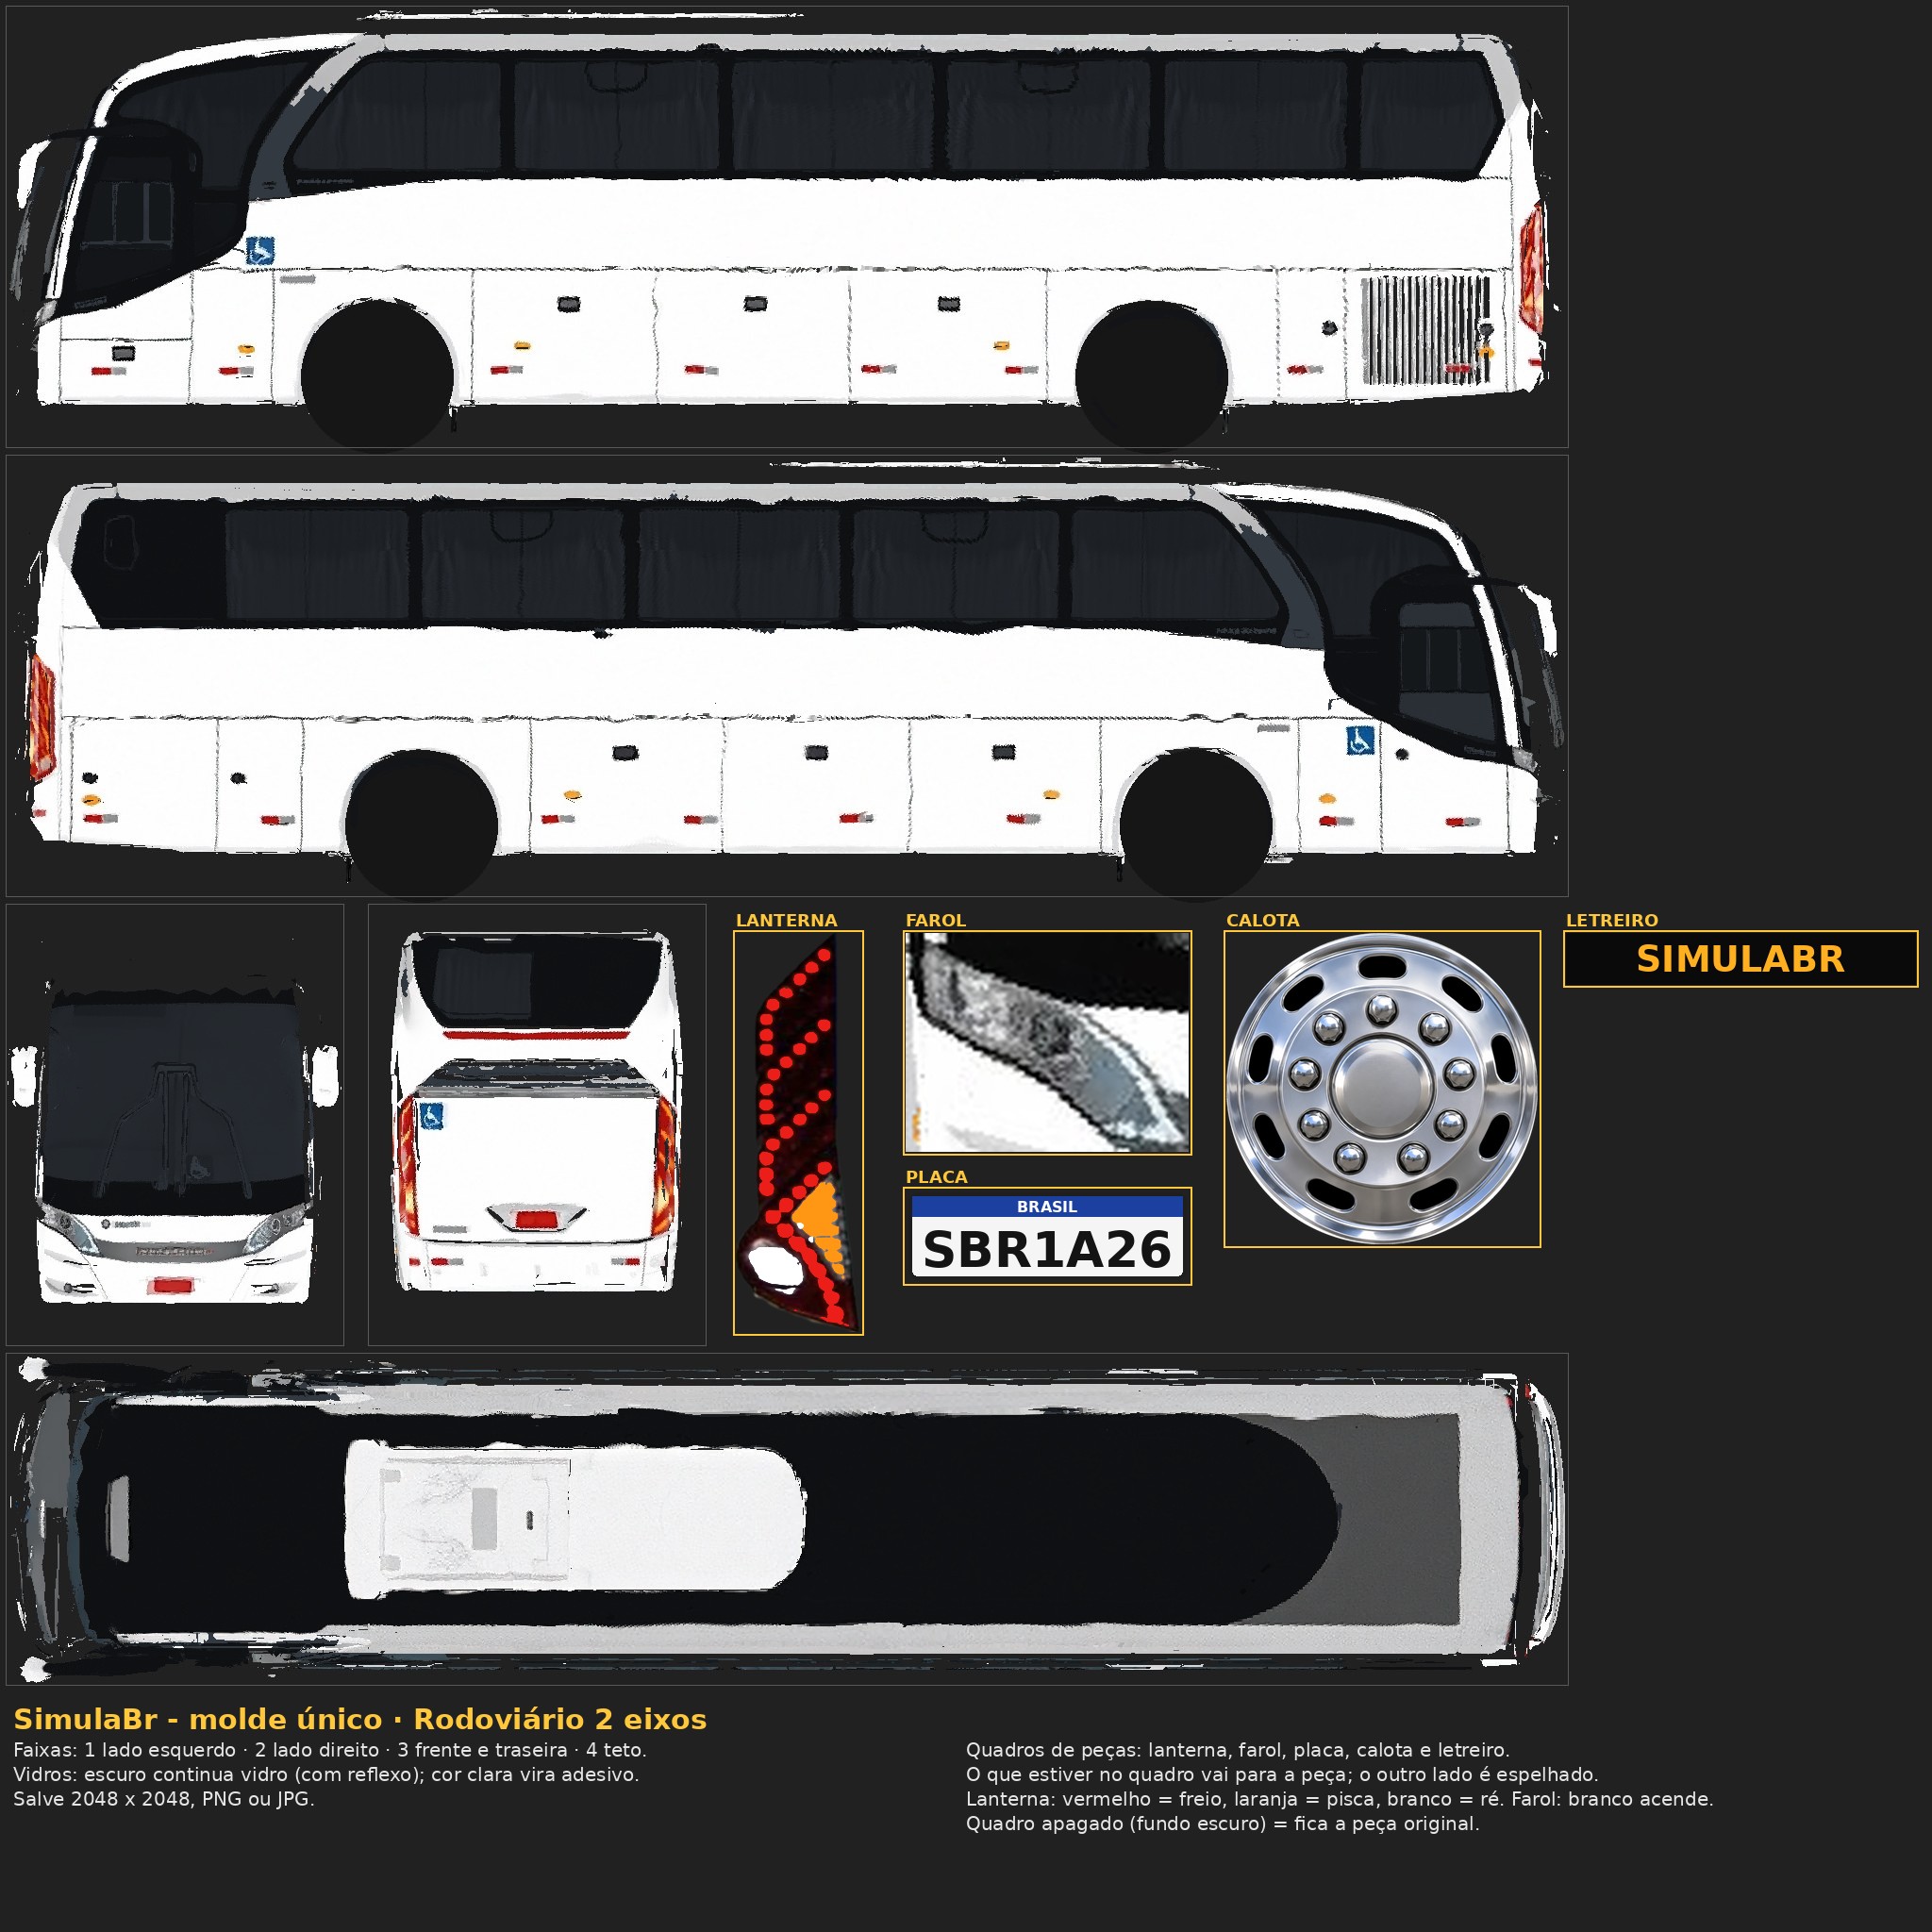 LANTERNA
FAROL
CALOTA
LETREIRO
SIMULABR
PLACA
BRASIL
SBR1A26
SimulaBr - molde único · Rodoviário 2 eixos
Faixas: 1 lado esquerdo · 2 lado direito · 3 frente e traseira · 4 teto.
Vidros: escuro continua vidro (com reflexo); cor clara vira adesivo.
Salve 2048 x 2048, PNG ou JPG.
Quadros de peças: lanterna, farol, placa, calota e letreiro.
O que estiver no quadro vai para a peça; o outro lado é espelhado.
Lanterna: vermelho = freio, laranja = pisca, branco = ré. Farol: branco acende.
Quadro apagado (fundo escuro) = fica a peça original.